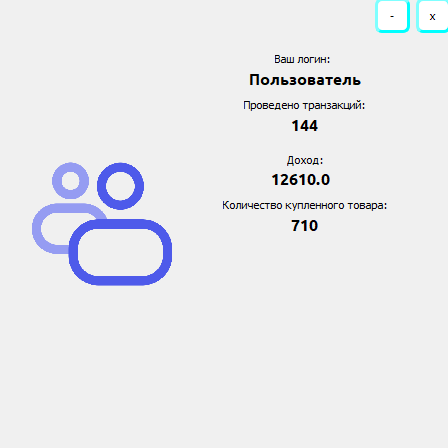 - x
Ваш логин:
Пользователь
Проведено транзакций:
144
Доход:
12610.0
Количество купленного товара:
710